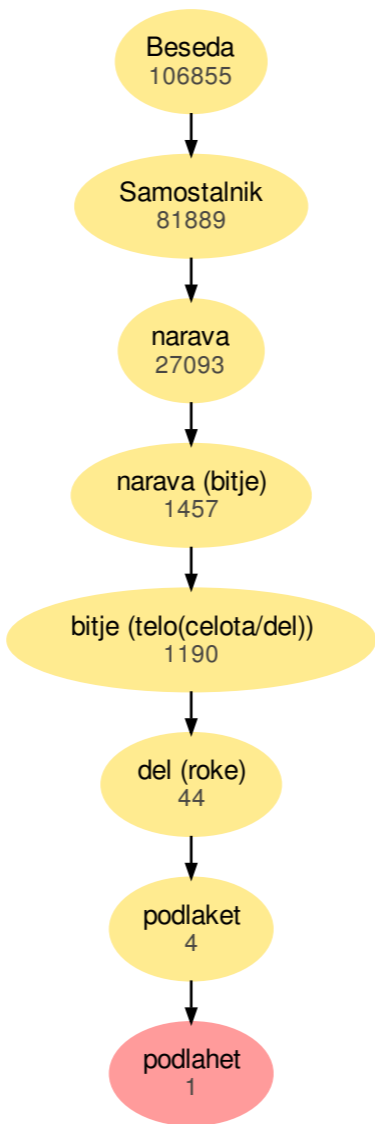 Beseda
106855
Samostalnik
81889
narava
27093
narava (bitje)
1457
bitje (telo(celota/del))
1190
del (roke)
44
podlaket
4
podlahet
1